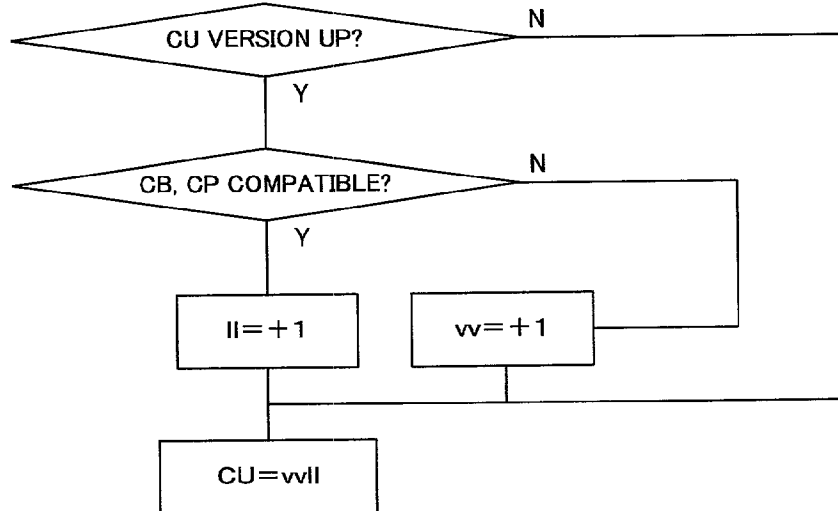 CU VERSION UP?
N
Y
CB, CP COMPATIBLE?
N
Y
ll=+1
vv=+1
CU=vvll